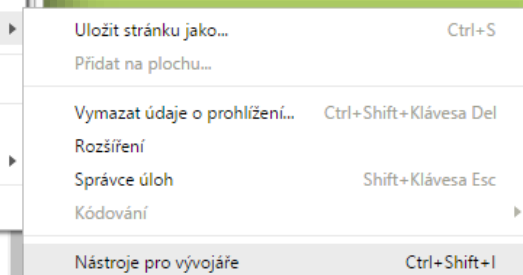 Uložit stránku jako... Ctrl+S
Přidat na plochu...
Vymazat údaje o prohlížení... Ctrl+Shift+Klávesa Del
Rozšíření
Správce úloh Shift+Klávesa Esc
Kódování
Nástroje pro vývojáře Ctrl+Shift+I